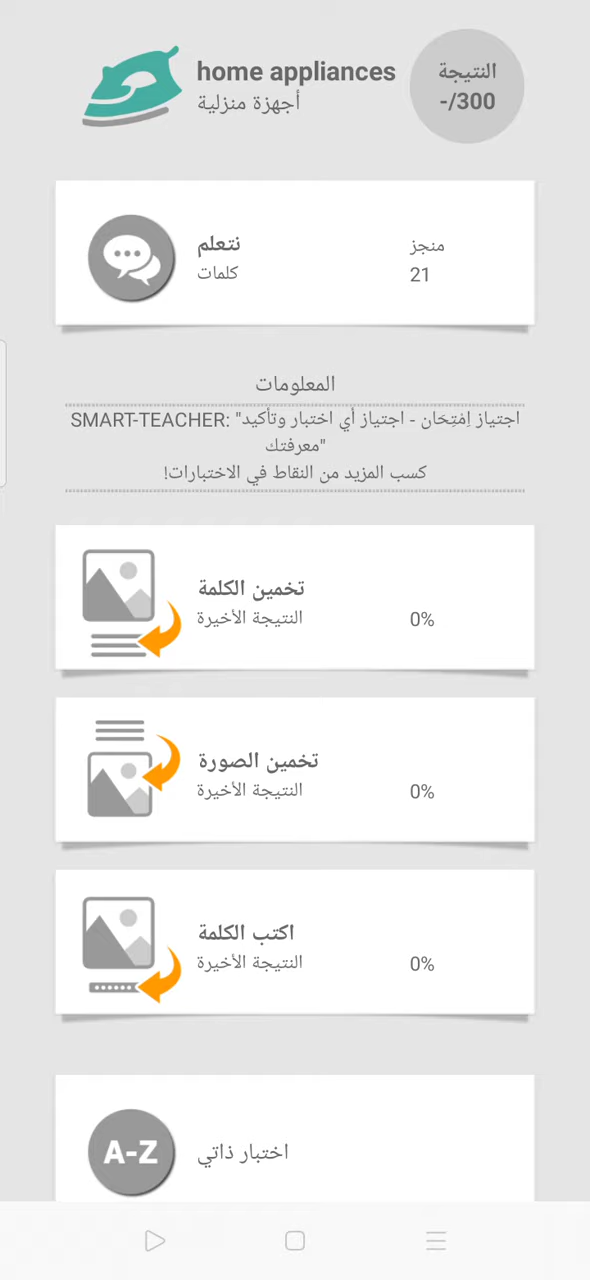 home appliances
أجهزة منزلية
النتيجة
-/300
نتعلم
كلمات
منجز
21
المعلومات
SMART-TEACHER: "اجتياز اِمْتِحَان - اجتياز أي اختبار وتأكيد
معرفتك"
كسب المزيد من النقاط في الاختبارات!
تخمين الكلمة
النتيجة الأخيرة
0%
تخمين الصورة
النتيجة الأخيرة
0%
اكتب الكلمة
النتيجة الأخيرة
0%
A-Z
اختبار ذاتي